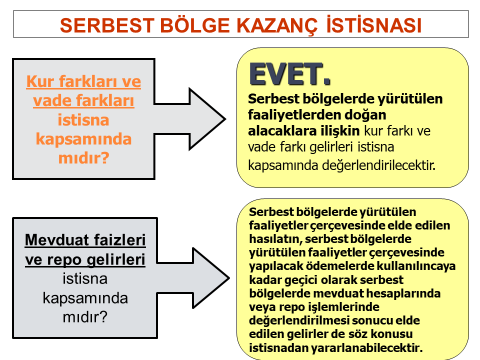 SERBEST BÖLGE KAZANÇ İSTİSNASI
Kur farkları ve
vade farkları
istisna
kapsamında
mıdır?
EVET.
Serbest bölgelerde yürütülen
faaliyetlerden doğan
alacaklara ilişkin kur farkı ve
vade farkı gelirleri istisna
kapsamında değerlendirilecektir.
Mevduat faizleri
ve repo gelirleri
istisna
kapsamında
mıdır?
Serbest bölgelerde yürütülen
faaliyetler çerçevesinde elde edilen
hasılatın, serbest bölgelerde
yürütülen faaliyetler çerçevesinde
yapılacak ödemelerde kullanılıncaya
kadar geçici olarak serbest
bölgelerde mevduat hesaplarında
veya repo işlemlerinde
değerlendirilmesi sonucu elde
edilen gelirler de söz konusu
istisnadan yararlanabilecektir.